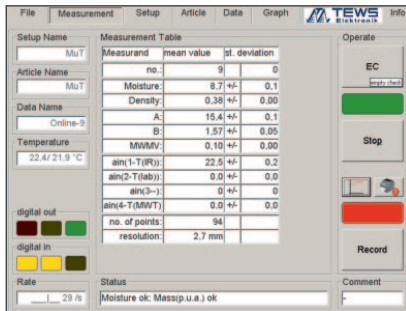 File Measurement Setup Article Data Graph TEWS Elektronik Info
Setup Name
MuT
Article Name
MuT
Data Name
Online-9
Temperature
22,4/ 21,9 °C
digital out
digital in
Rate
29 /s
Measurement Table
Measurand mean value st. deviation
no.: 9 0
Moisture: 8,7 +/- 0,1
Density: 0,38 +/- 0,00
A: 15,4 +/- 0,1
B: 1,57 +/- 0,05
MWMV: 0,10 +/- 0,00
ain(1-T(IR)): 22,5 +/- 0,2
ain(2-T(lab)): 0,0 +/- 0,0
ain(3--): 0 +/- 0
ain(4-T(MWT) 0,0 +/- 0,0
no. of points: 94
resolution: 2,7 mm
Status
Moisture ok; Mass(p.u.a.) ok
Operate
EC
empty check
Stop
Record
Comment
-